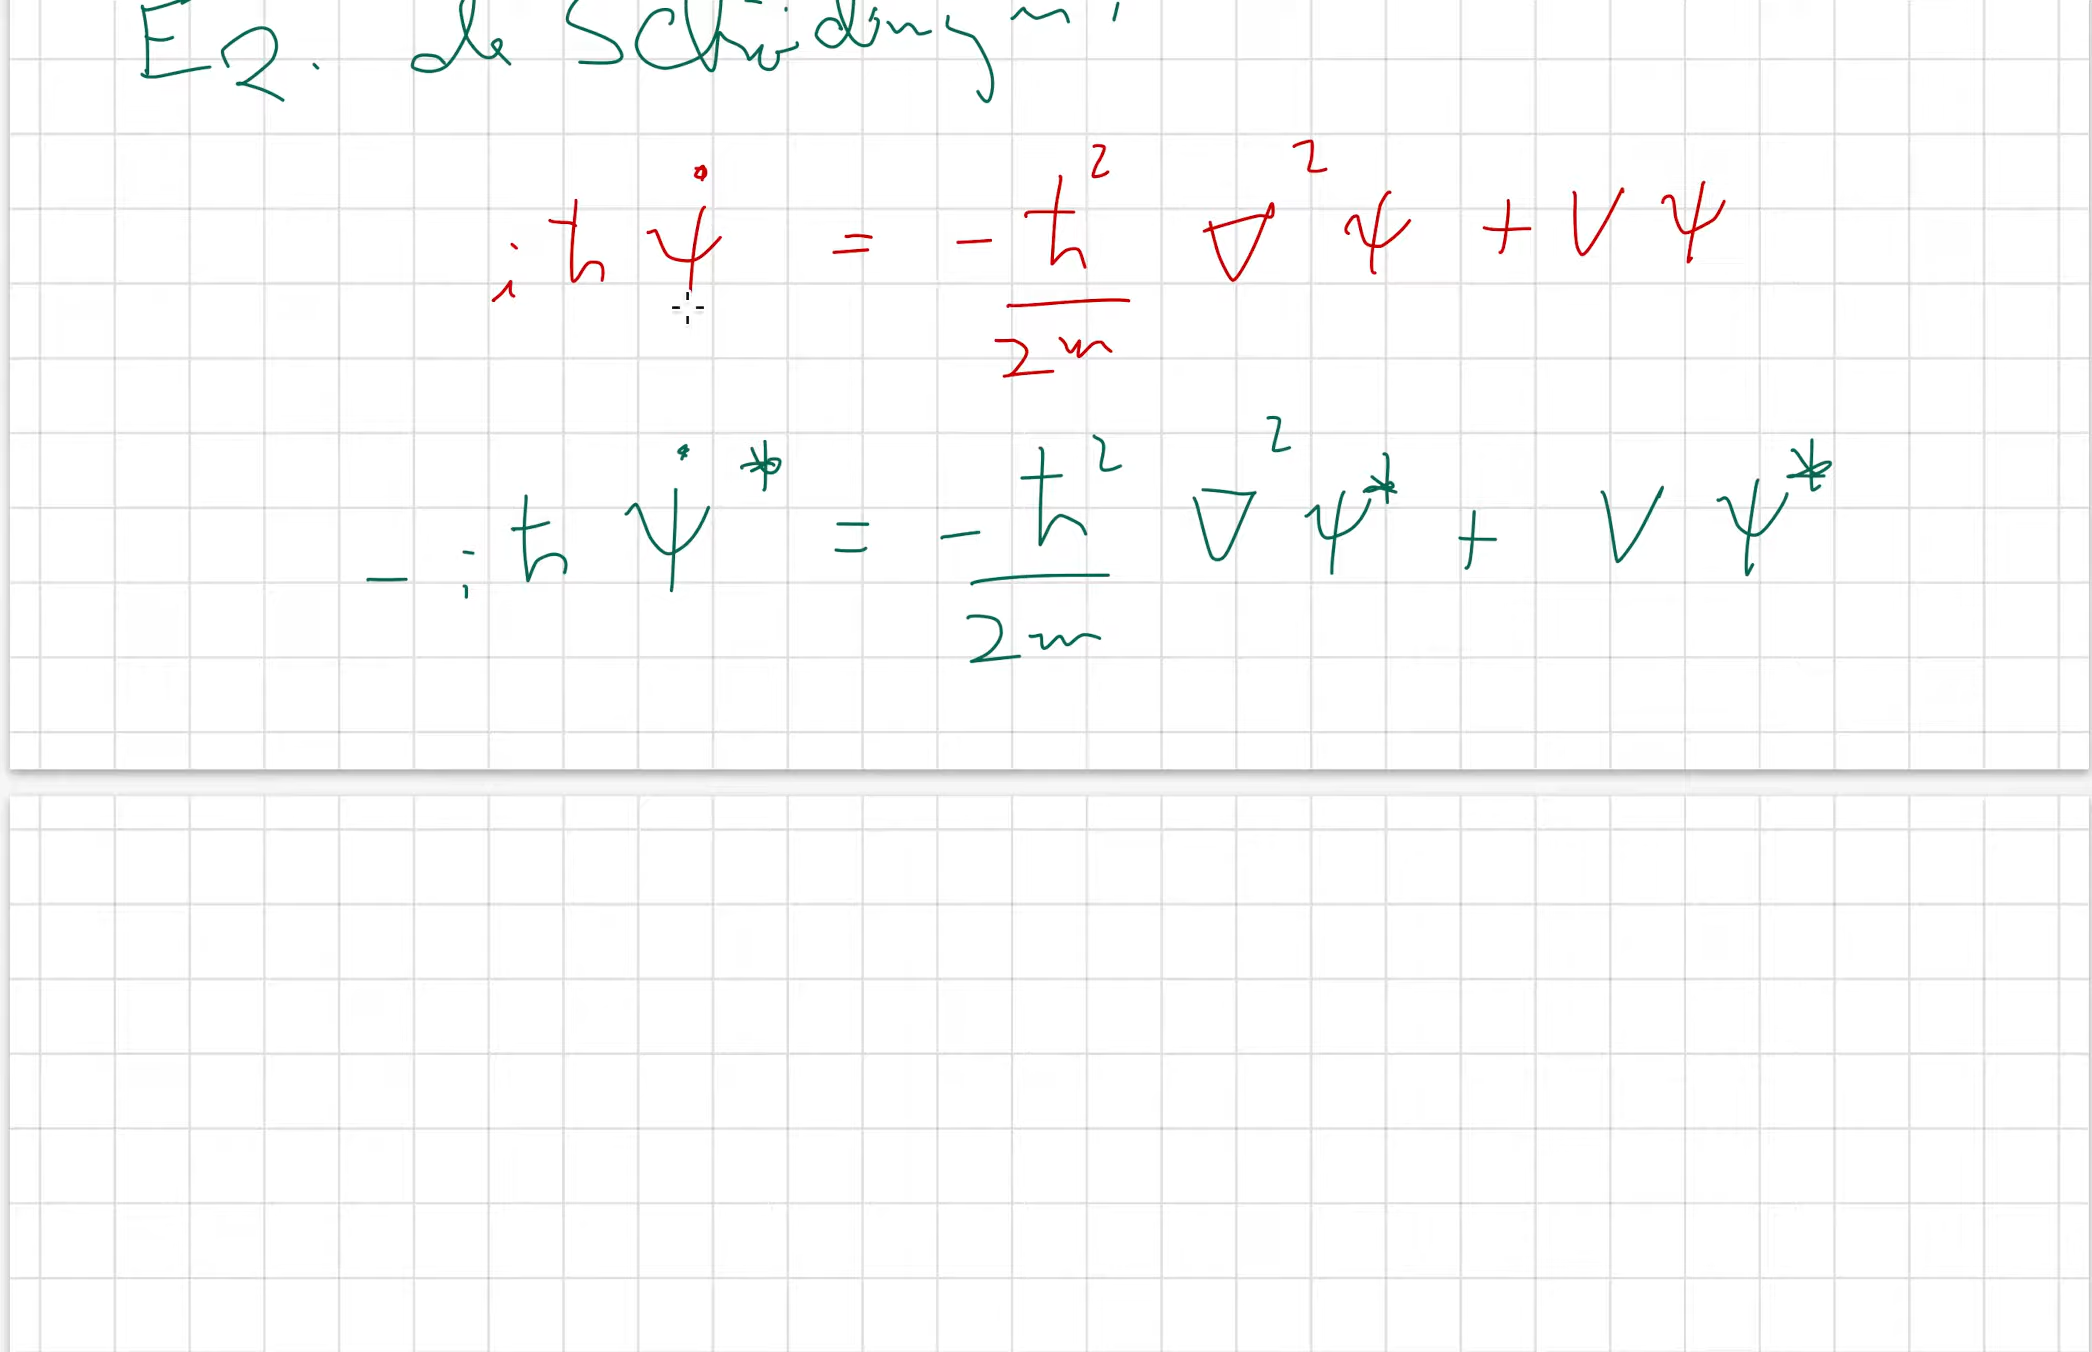 Eq. de Schrödinger:
iħψ̇ = -ħ²/2m ∇²ψ + Vψ
-iħψ̇* = -ħ²/2m ∇²ψ* + Vψ*